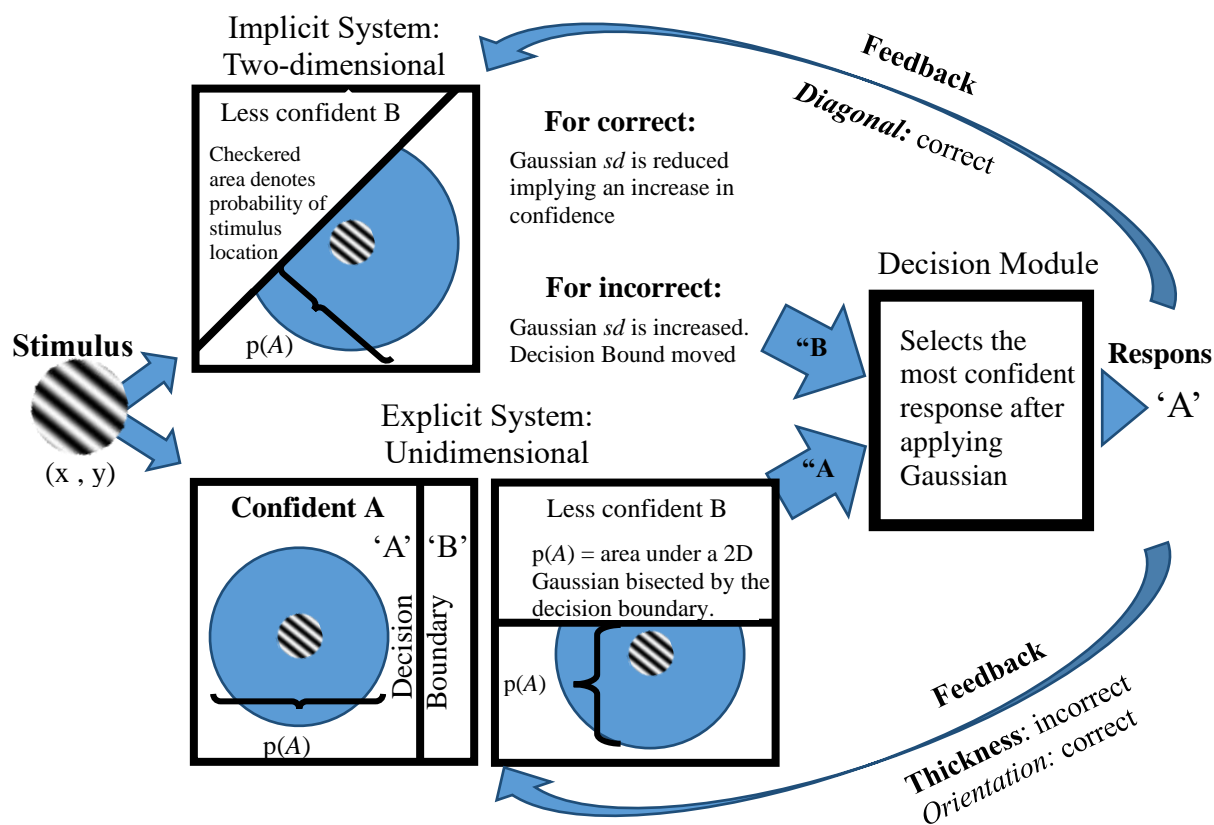 Implicit System:
Two-dimensional
Less confident B
Checkered
area denotes
probability of
stimulus
location
p(A)
For correct:
Gaussian sd is reduced
implying an increase in
confidence
For incorrect:
Gaussian sd is increased.
Decision Bound moved
Feedback
Diagonal: correct
Stimulus
(x , y)
Explicit System:
Unidimensional
Confident A
‘A’
‘B’
Decision
Boundary
p(A)
Less confident B
p(A) = area under a 2D
Gaussian bisected by the
decision boundary.
p(A)
“B
“A
Decision Module
Selects the
most confident
response after
applying
Gaussian
Respons
‘A’
Feedback
Thickness: incorrect
Orientation: correct